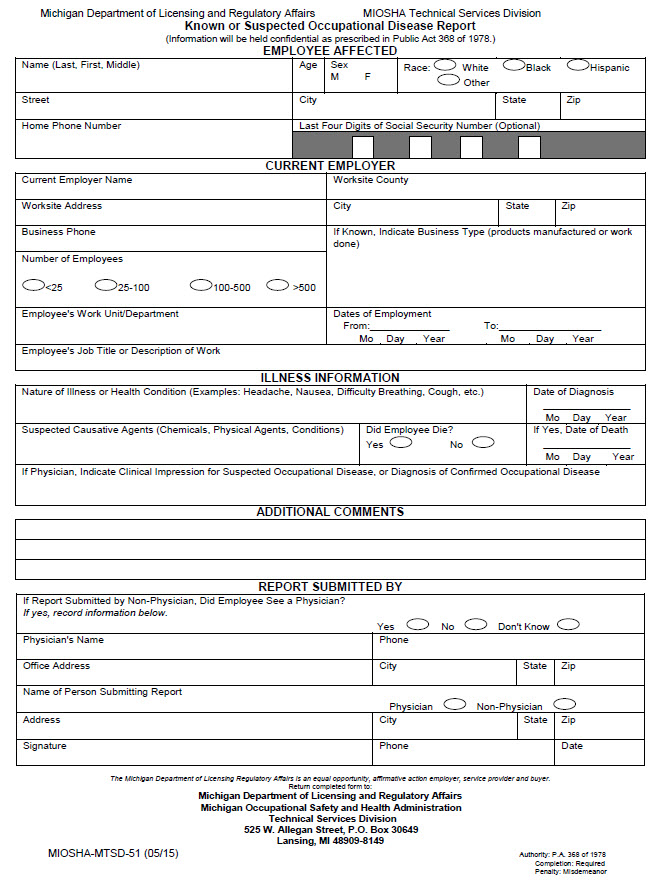 Michigan Department of Licensing and Regulatory Affairs MIOSHA Technical Services Division
Known or Suspected Occupational Disease Report
(Information will be held confidential as prescribed in Public Act 368 of 1978.)
EMPLOYEE AFFECTED
Name (Last, First, Middle) Age Sex Race: White Black Hispanic
M F Other
Street City State Zip
Home Phone Number Last Four Digits of Social Security Number (Optional)
CURRENT EMPLOYER
Current Employer Name Worksite County
Worksite Address City State Zip
Business Phone If Known, Indicate Business Type (products manufactured or work
done)
Number of Employees
<25 25-100 100-500 >500
Employee's Work Unit/Department Dates of Employment
From: To:
Mo Day Year Mo Day Year
Employee's Job Title or Description of Work
ILLNESS INFORMATION
Nature of Illness or Health Condition (Examples: Headache, Nausea, Difficulty Breathing, Cough, etc.) Date of Diagnosis
Mo Day Year
Suspected Causative Agents (Chemicals, Physical Agents, Conditions) Did Employee Die? If Yes, Date of Death
Yes No
Mo Day Year
If Physician, Indicate Clinical Impression for Suspected Occupational Disease, or Diagnosis of Confirmed Occupational Disease
ADDITIONAL COMMENTS
REPORT SUBMITTED BY
If Report Submitted by Non-Physician, Did Employee See a Physician?
If yes, record information below.
Yes No Don't Know
Physician's Name Phone
Office Address City State Zip
Name of Person Submitting Report
Physician Non-Physician
Address City State Zip
Signature Phone Date
The Michigan Department of Licensing Regulatory Affairs is an equal opportunity, affirmative action employer, service provider and buyer.
Return completed form to:
Michigan Department of Licensing and Regulatory Affairs
Michigan Occupational Safety and Health Administration
Technical Services Division
525 W. Allegan Street, P.O. Box 30649
Lansing, MI 48909-8149
MIOSHA-MTSD-51 (05/15) Authority: P.A. 368 of 1978
Completion: Required
Penalty: Misdemeanor